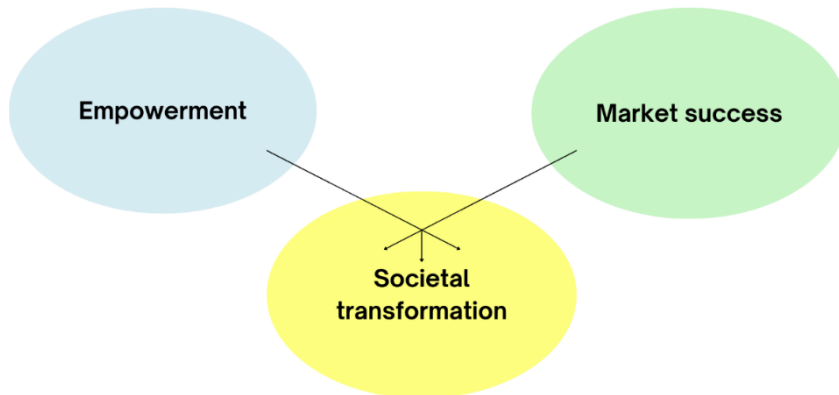 Empowerment
Market success
Societal
transformation